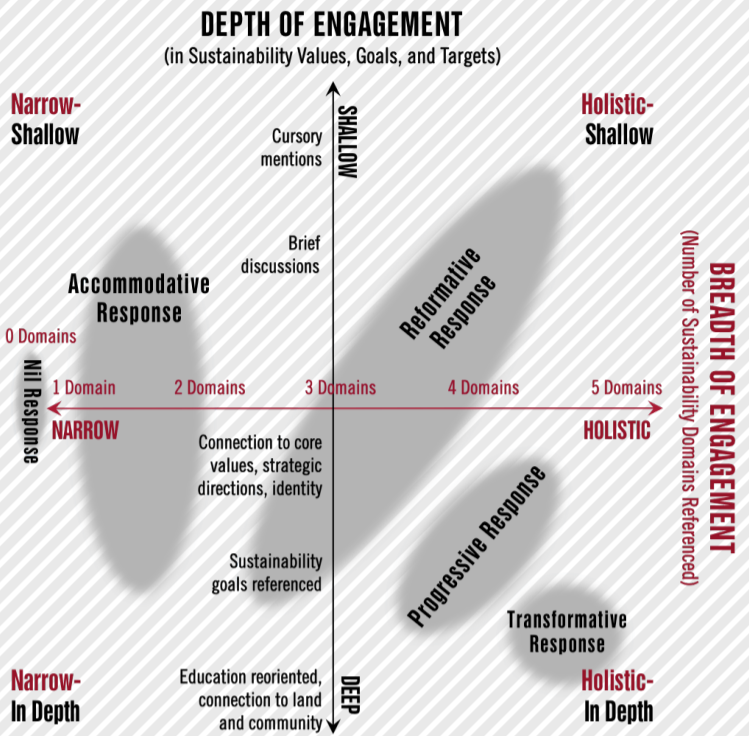 DEPTH OF ENGAGEMENT
(in Sustainability Values, Goals, and Targets)
Narrow-
Shallow
Holistic-
Shallow
SHALLOW
Cursory
mentions
Brief
discussions
Accommodative
Response
Reformative
Response
0 Domains
Nil Response
1 Domain
2 Domains
3 Domains
4 Domains
5 Domains
NARROW
HOLISTIC
BREADTH OF ENGAGEMENT
(Number of Sustainability Domains Referenced)
Connection to core
values, strategic
directions, identity
Progressive Response
Sustainability
goals referenced
Transformative
Response
Education reoriented,
connection to land
and community
DEEP
Narrow-
In Depth
Holistic-
In Depth